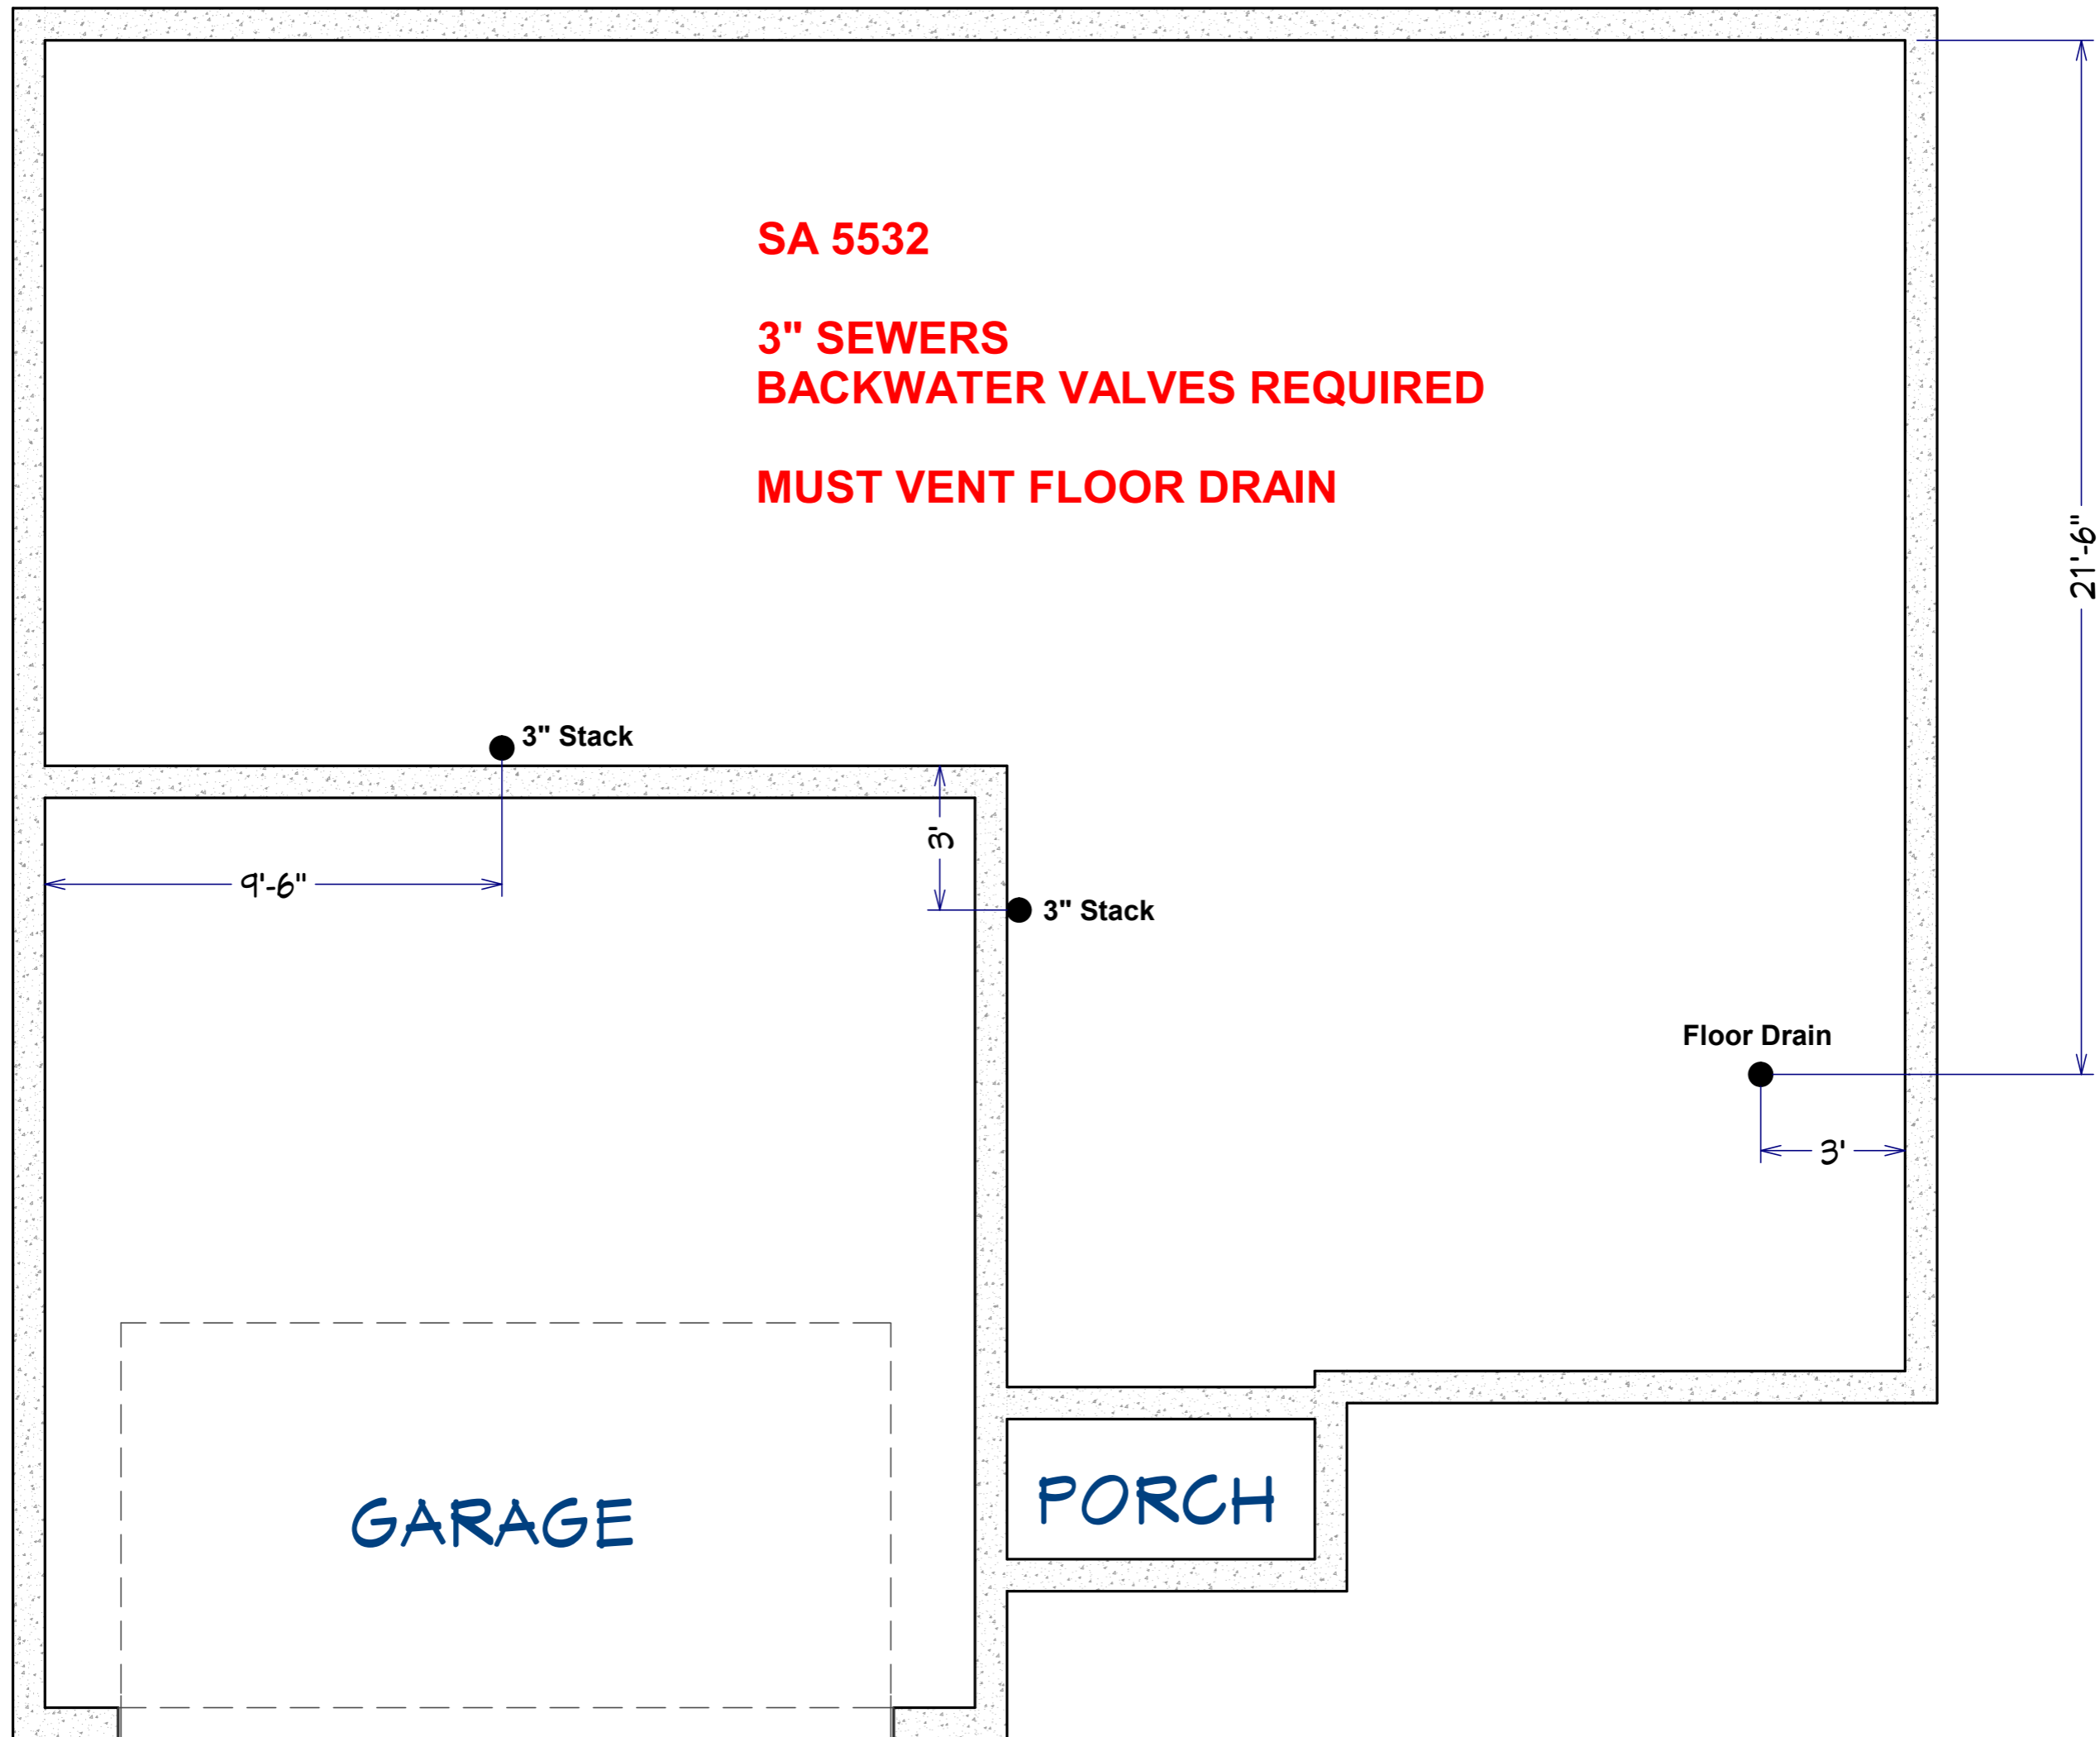 SA 5532
3" SEWERS
BACKWATER VALVES REQUIRED
MUST VENT FLOOR DRAIN
21'-6"
3" Stack
3'
9'-6"
3" Stack
Floor Drain
3'
GARAGE
PORCH